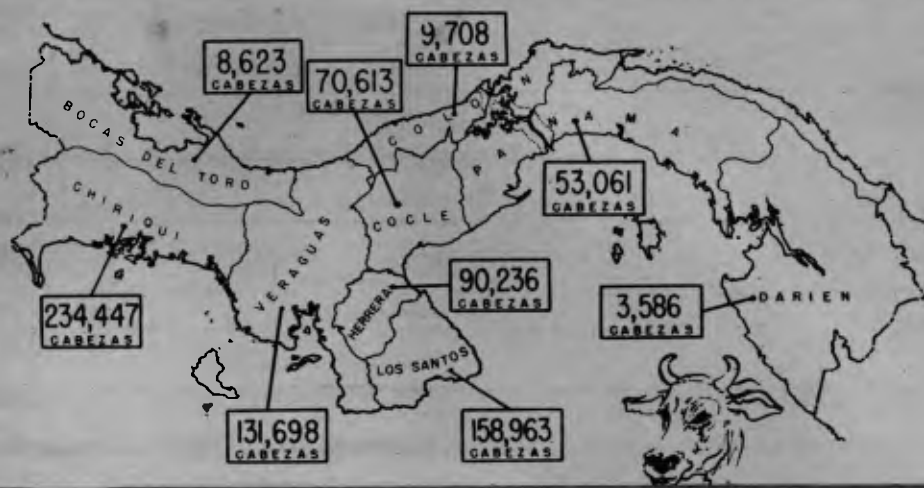 9,708
CABEZAS
8,623
CABEZAS
70,613
CABEZAS
BOCAS DEL TORO
COLON
PANAMA
53,061
CABEZAS
CHIRIQUI
VERAGUAS
COCLE
234,447
CABEZAS
HERRERA
90,236
CABEZAS
3,586
CABEZAS
DARIEN
LOS SANTOS
131,698
CABEZAS
158,963
CABEZAS